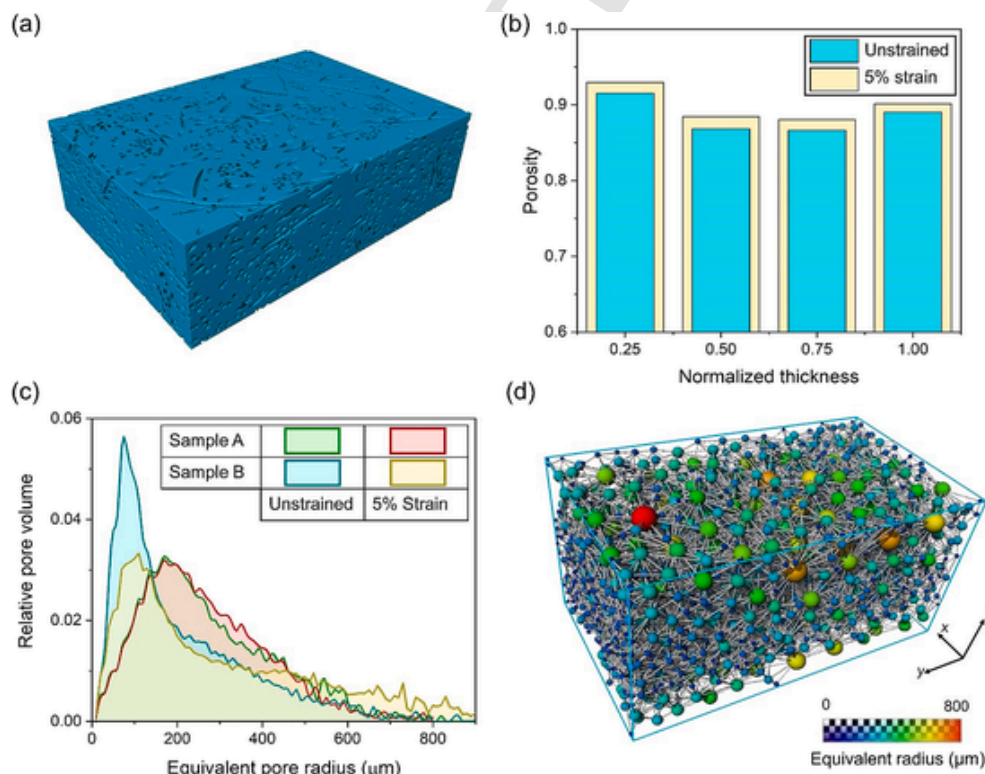 (a)
(b)
1.0
0.9
0.8
0.7
0.6
Porosity
Unstrained
5% strain
0.25 0.50 0.75 1.00
Normalized thickness
(c)
0.06
0.04
0.02
0.00
Relative pore volume
Sample A
Sample B
Unstrained 5% Strain
0 200 400 600 800
Equivalent pore radius (μm)
(d)
x
y
0 800
Equivalent radius (μm)